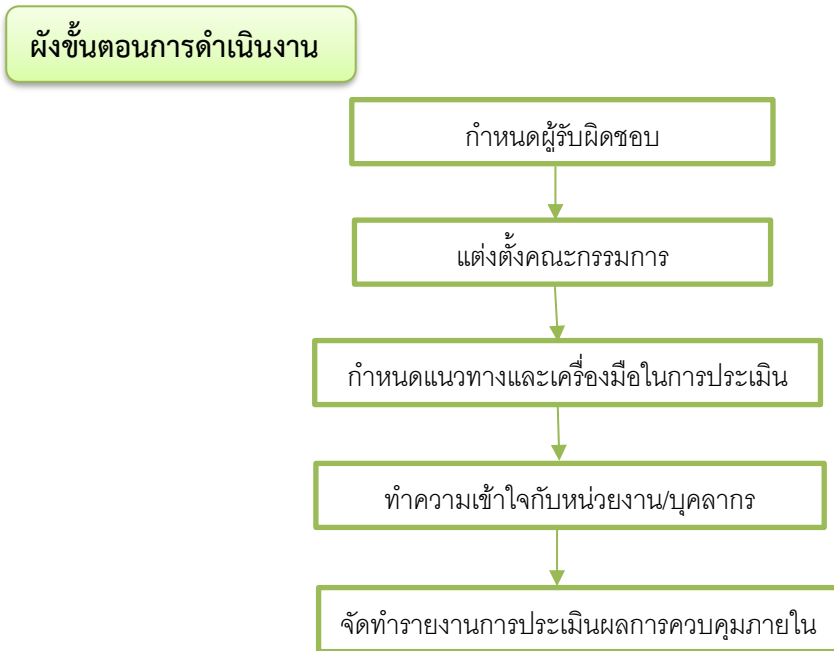 ผังขั้นตอนการดำเนินงาน
กำหนดผู้รับผิดชอบ
แต่งตั้งคณะกรรมการ
กำหนดแนวทางและเครื่องมือในการประเมิน
ทำความเข้าใจกับหน่วยงาน/บุคลากร
จัดทำรายงานการประเมินผลการควบคุมภายใน